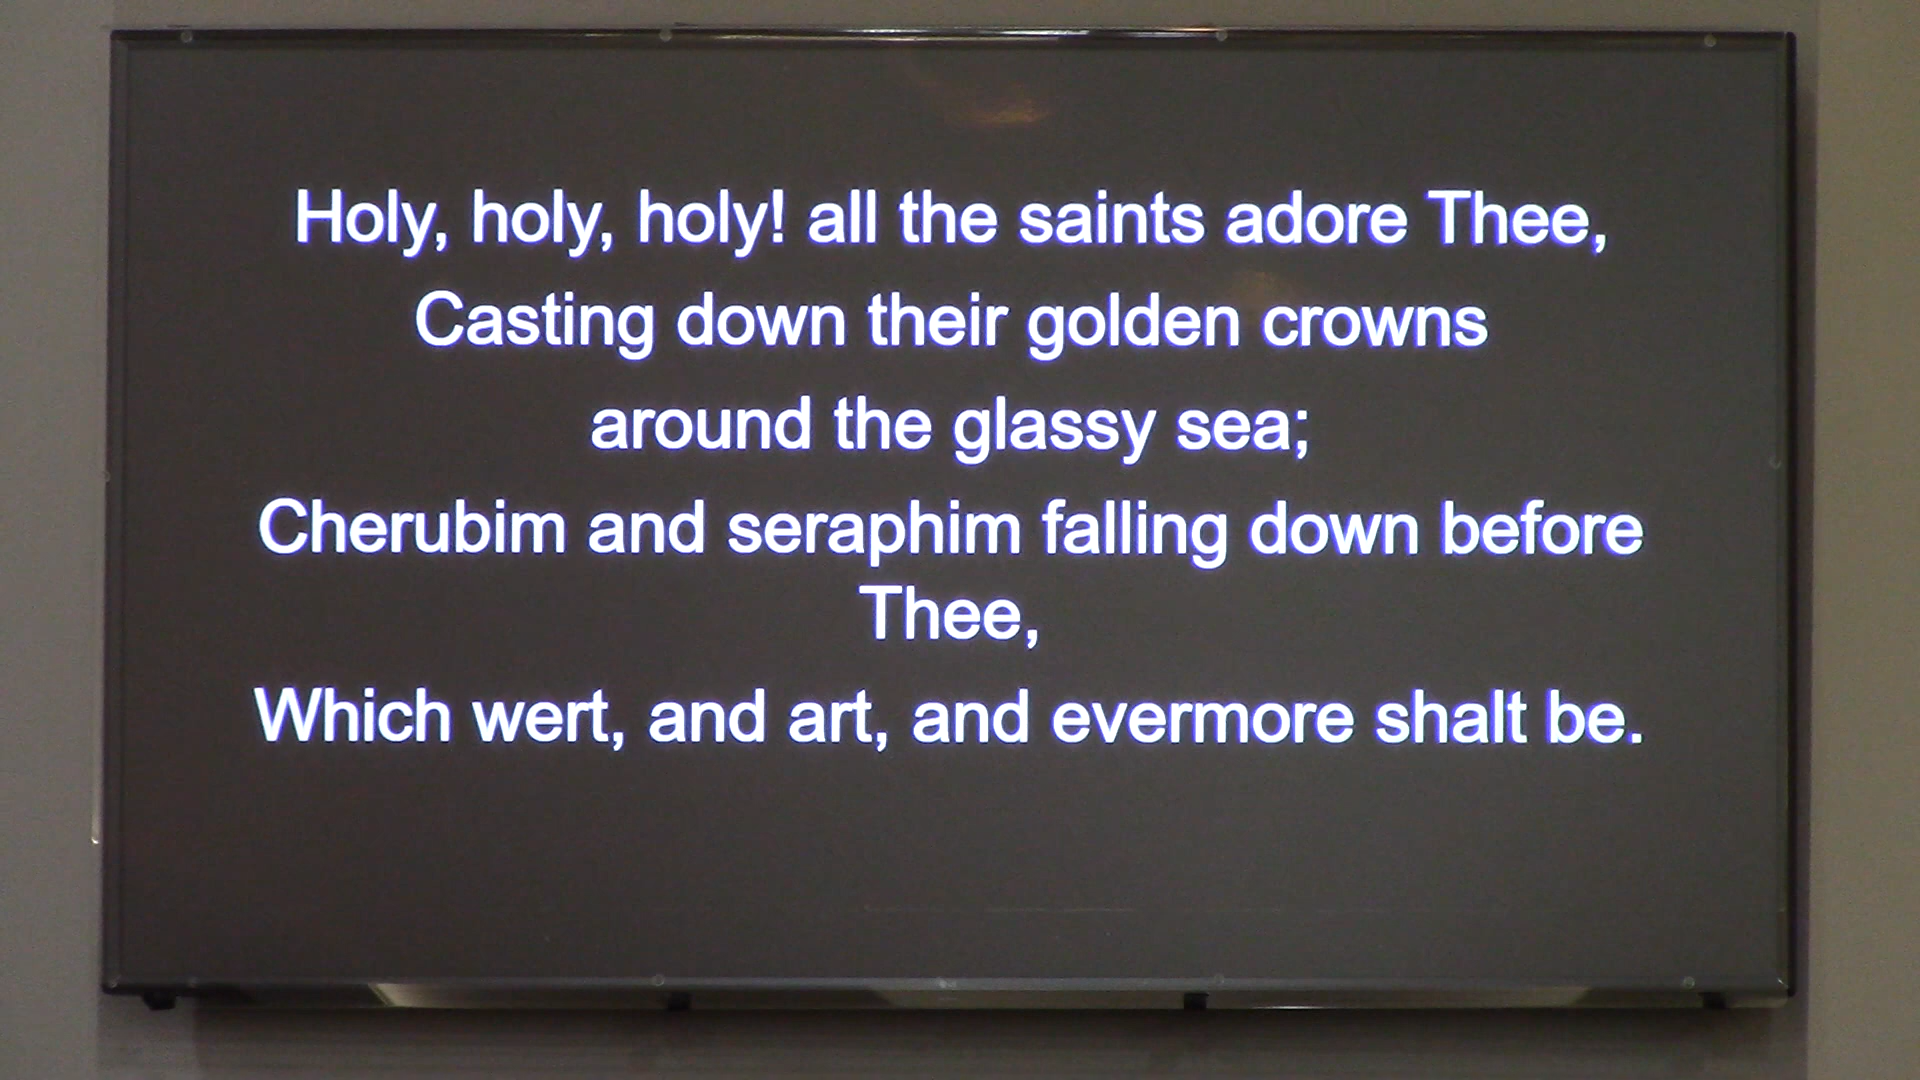 Holy, holy, holy! all the saints adore Thee,
Casting down their golden crowns
around the glassy sea;
Cherubim and seraphim falling down before
Thee,
Which wert, and art, and evermore shalt be.